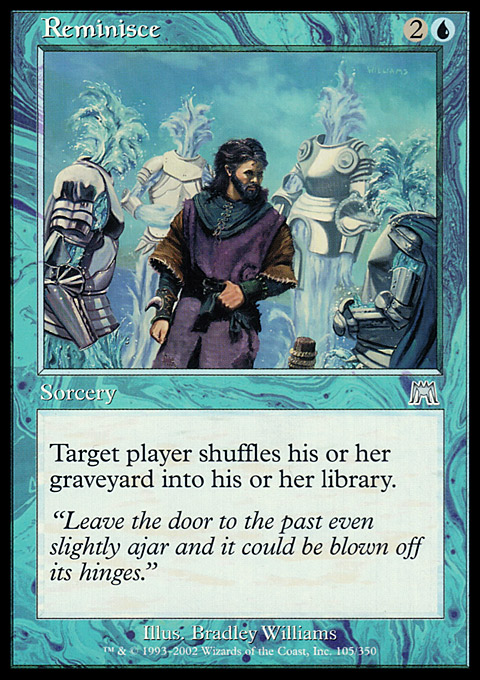 Reminisce
2
WILLIAMS
Sorcery
Target player shuffles his or her
graveyard into his or her library.
“Leave the door to the past even
slightly ajar and it could be blown off
its hinges.”
Illus. Bradley Williams
™ & © 1993-2002 Wizards of the Coast, Inc. 105/350